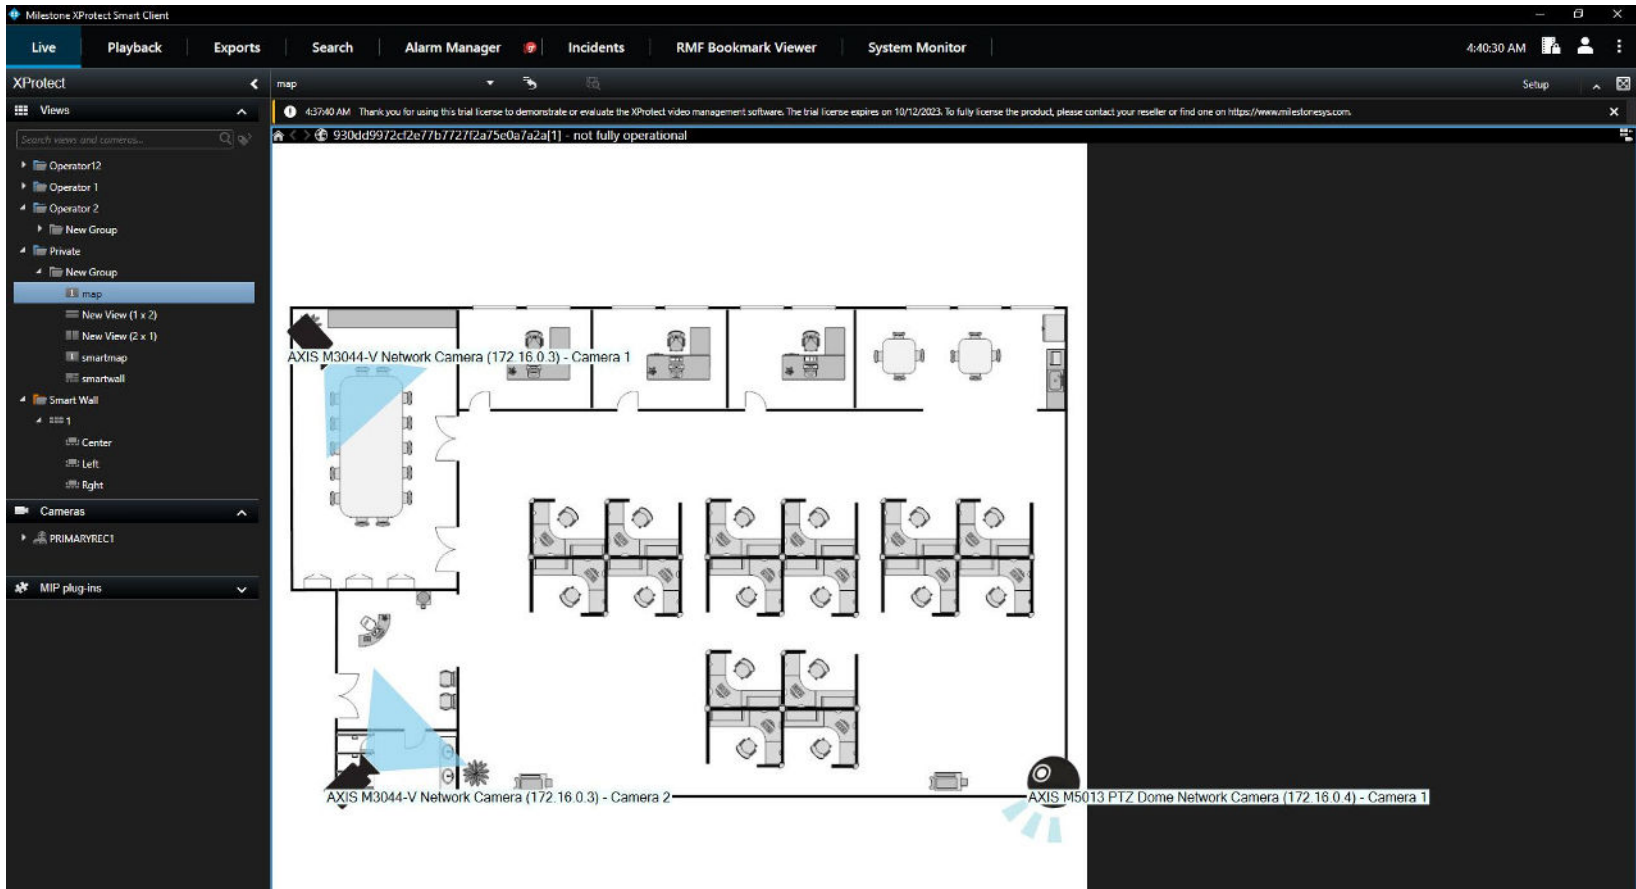 Milestone XProtect Smart Client
Live Playback Exports Search Alarm Manager Incidents RMF Bookmark Viewer System Monitor 4:40:30 AM
XProtect
map
Setup
Views
4:37:40 AM Thank you for using this trial license to demonstrate or evaluate the XProtect video management software. The trial license expires on 10/12/2023. To fully license the product, please contact your reseller or find one on https://www.milestonesys.com.
Search views and cameras...
930dd9972cf2e77b7727f2a75e0a7a2a[1] - not fully operational
Operator12
Operator 1
Operator 2
New Group
Private
New Group
map
New View (1 x 2)
New View (2 x 1)
smartmap
smartwall
Smart Wall
1
Center
Left
Rght
Cameras
PRIMARYREC1
MIP plug-ins
AXIS M3044-V Network Camera (172.16.0.3) - Camera 1
AXIS M3044-V Network Camera (172.16.0.3) - Camera 2
AXIS M5013 PTZ Dome Network Camera (172.16.0.4) - Camera 1